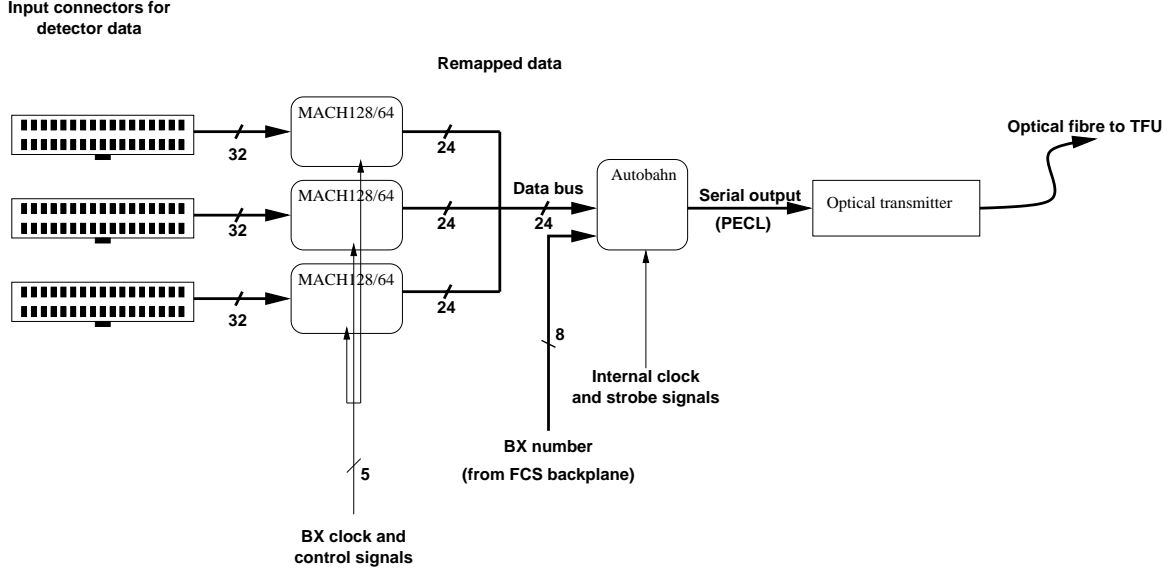 Input connectors for
detector data
Remapped data
MACH128/64
32
24
MACH128/64
32
24
MACH128/64
32
24
Data bus
24
Autobahn
Serial output
(PECL)
Optical transmitter
Optical fibre to TFU
8
Internal clock
and strobe signals
BX number
(from FCS backplane)
5
BX clock and
control signals